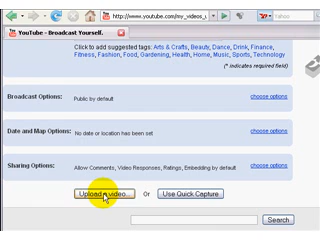 http://www.youtube.com/my_videos_u
Yahoo
YouTube - Broadcast Yourself.
Click to add suggested tags: Arts & Crafts, Beauty, Dance, Drink, Finance,
Fitness, Fashion, Food, Gardening, Health, Home, Music, Sports, Technology
(* indicates required field)
Broadcast Options: Public by default choose options
Date and Map Options: No date or location has been set choose options
Sharing Options: Allow Comments, Video Responses, Ratings, Embedding by default choose options
Upload a video... Or Use Quick Capture
Search